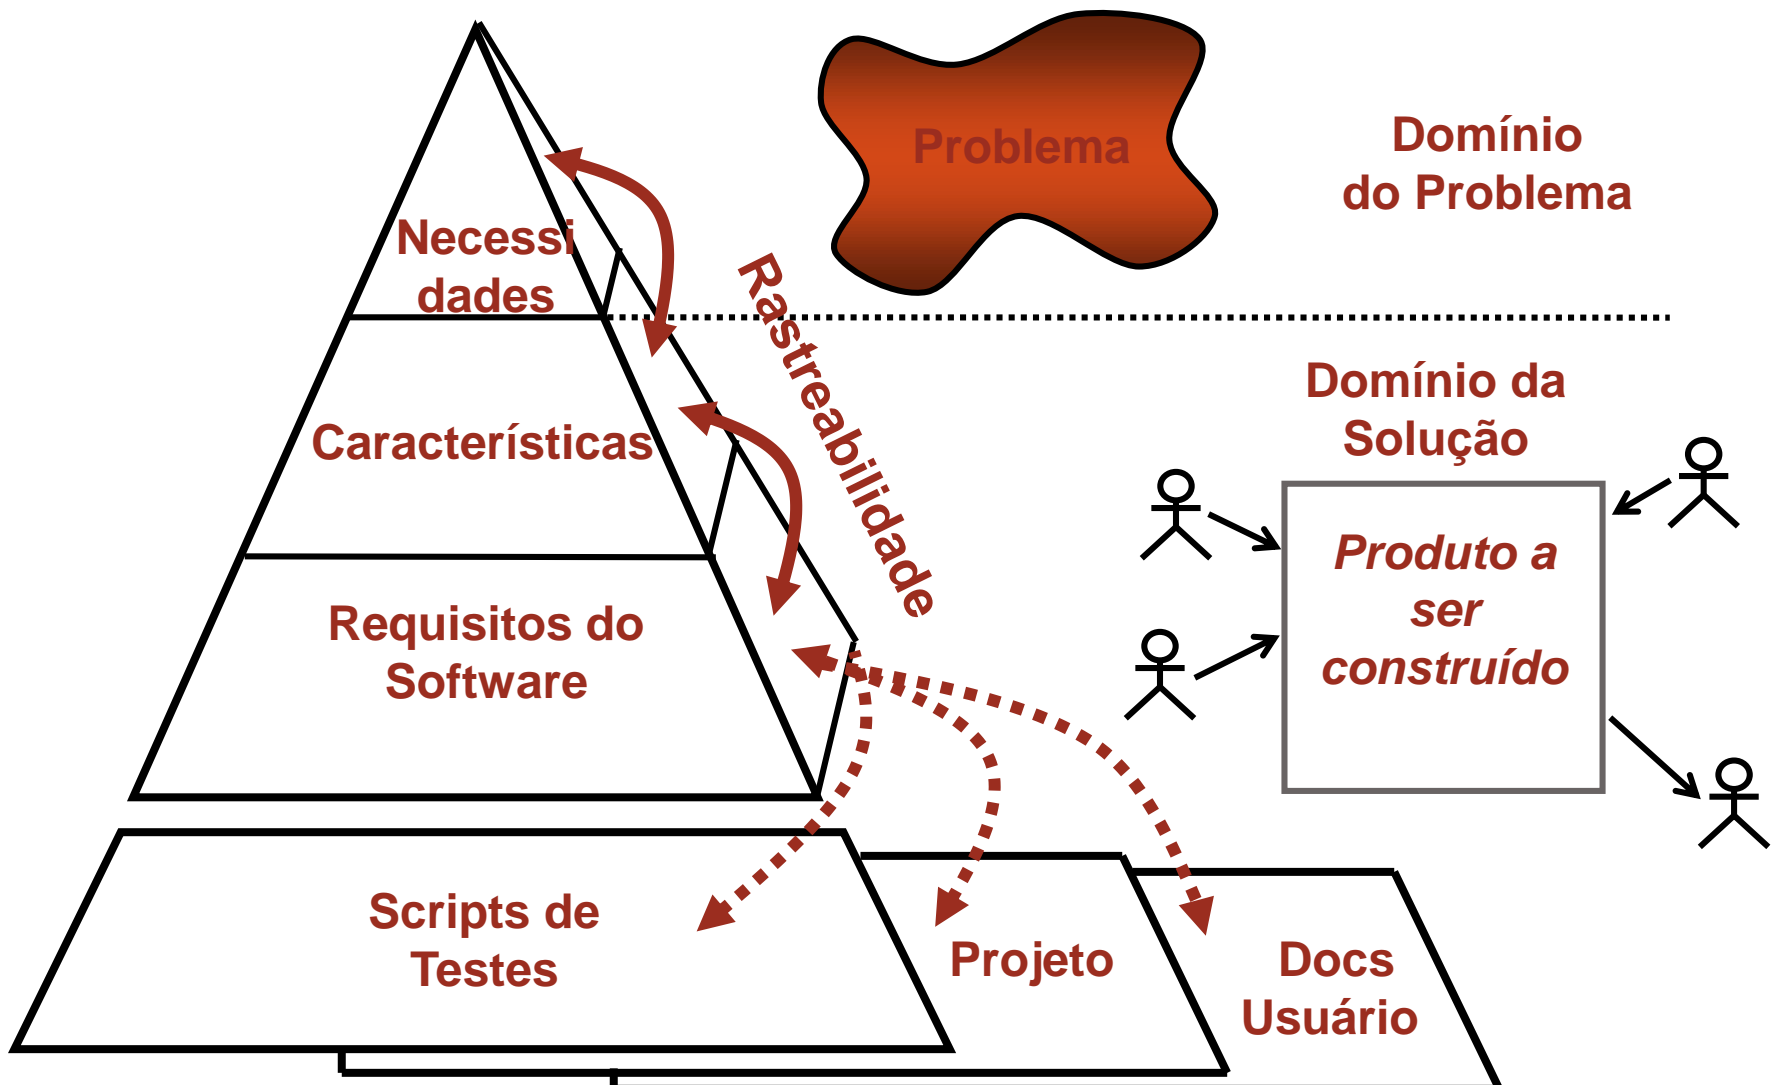 Problema
Domínio
do Problema
Necessi
dades
Rastreabilidade
Domínio da
Solução
Características
Produto a
ser
construído
Requisitos do
Software
Scripts de
Testes
Projeto
Docs
Usuário